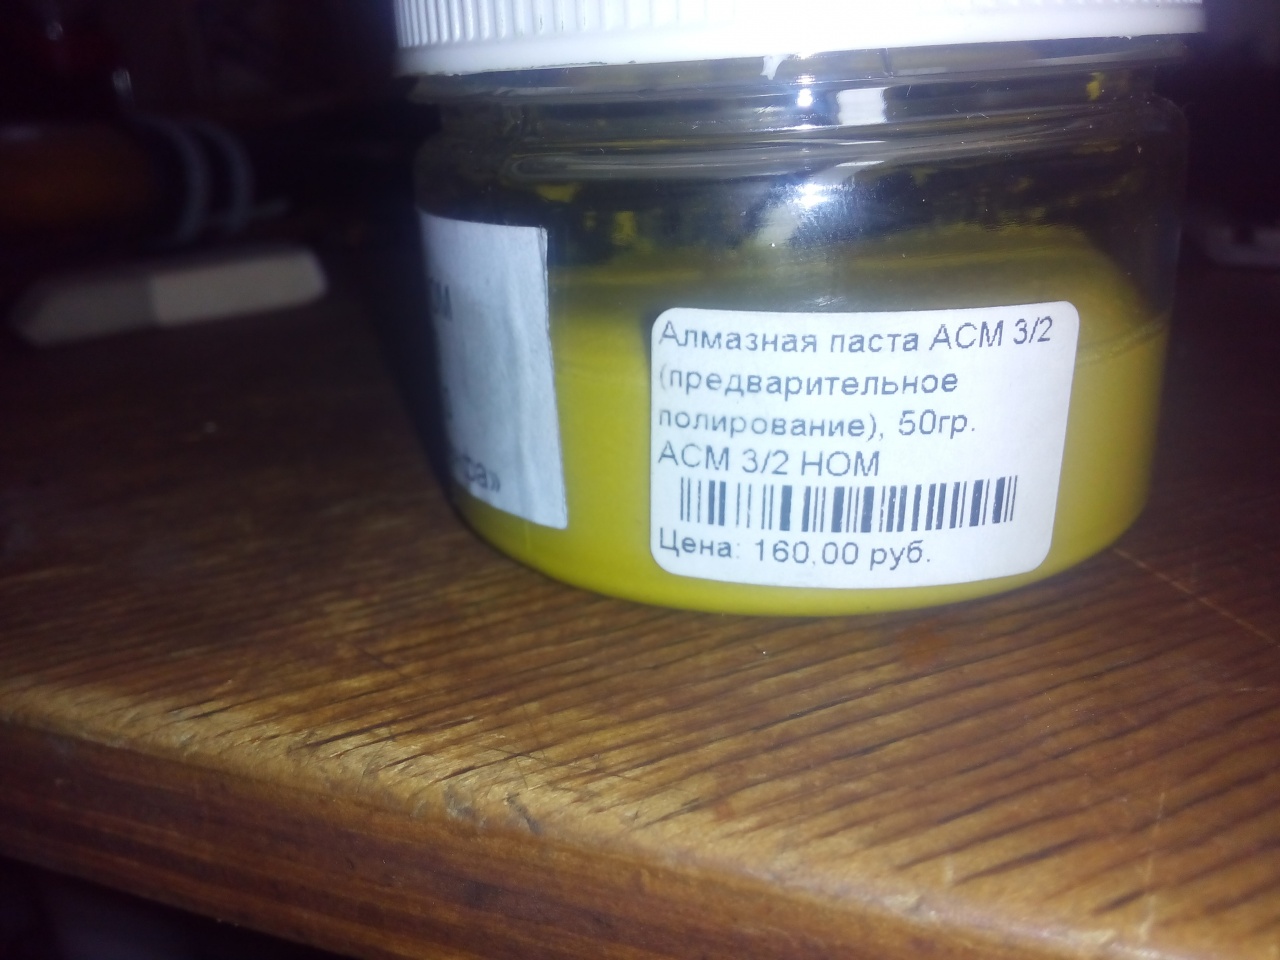 Алмазная паста АСМ 3/2
(предварительное
полирование), 50гр.
АСМ 3/2 НОМ
Цена: 160,00 руб.